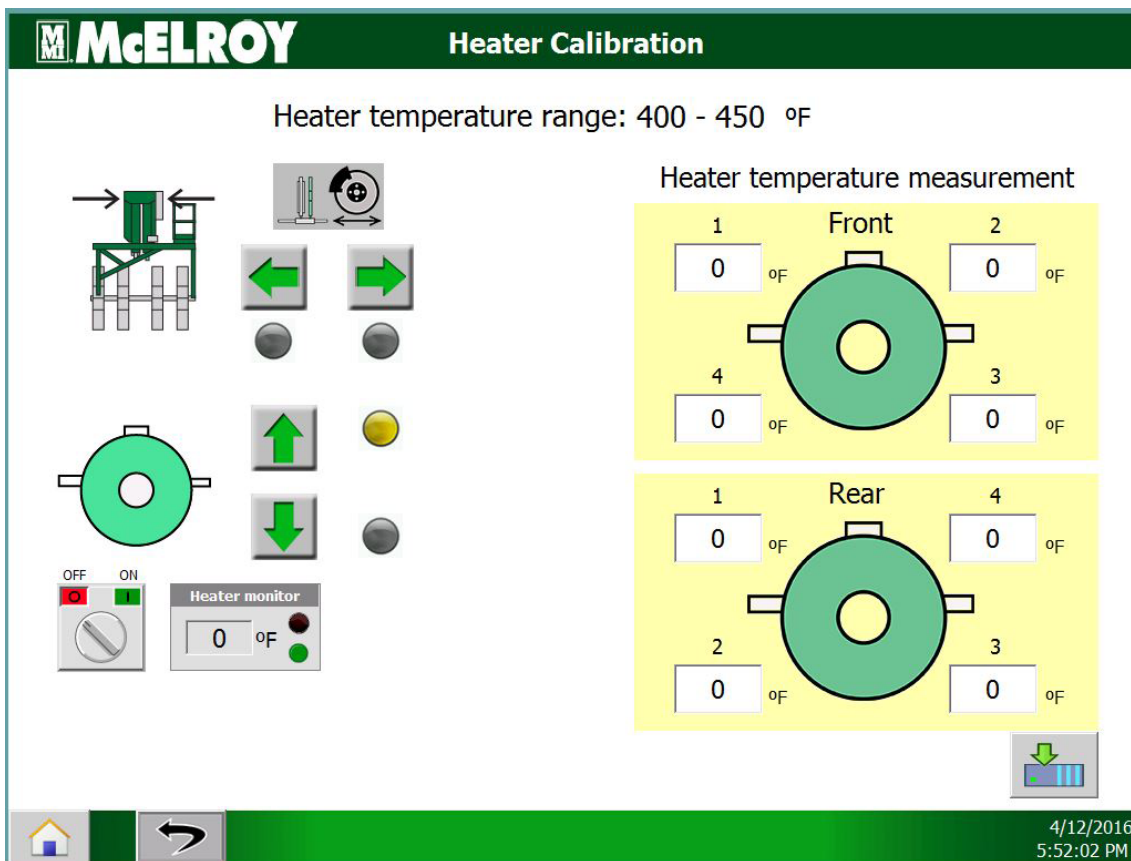 MMI. McELROY
Heater Calibration
Heater temperature range: 400 - 450 ºF
Heater temperature measurement
Front
1
2
0 ºF
0 ºF
4
3
0 ºF
0 ºF
Rear
1
4
0 ºF
0 ºF
2
3
0 ºF
0 ºF
OFF ON
O I
Heater monitor
0 ºF
4/12/2016
5:52:02 PM